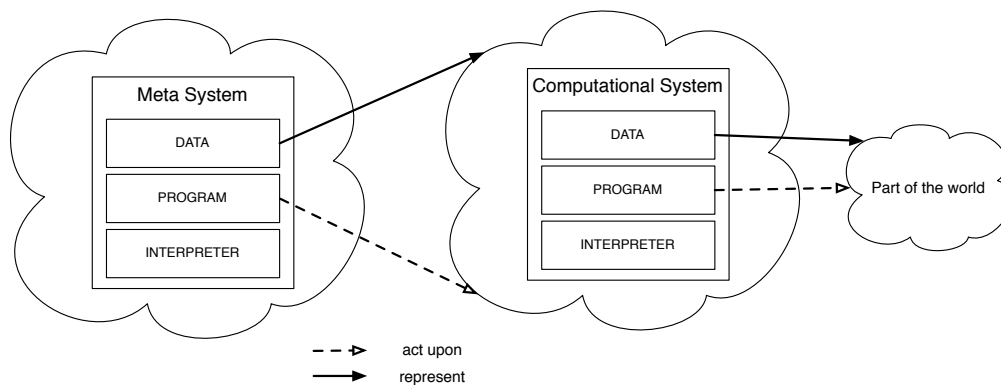 Meta System
DATA
PROGRAM
INTERPRETER
Computational System
DATA
PROGRAM
INTERPRETER
Part of the world
act upon
represent